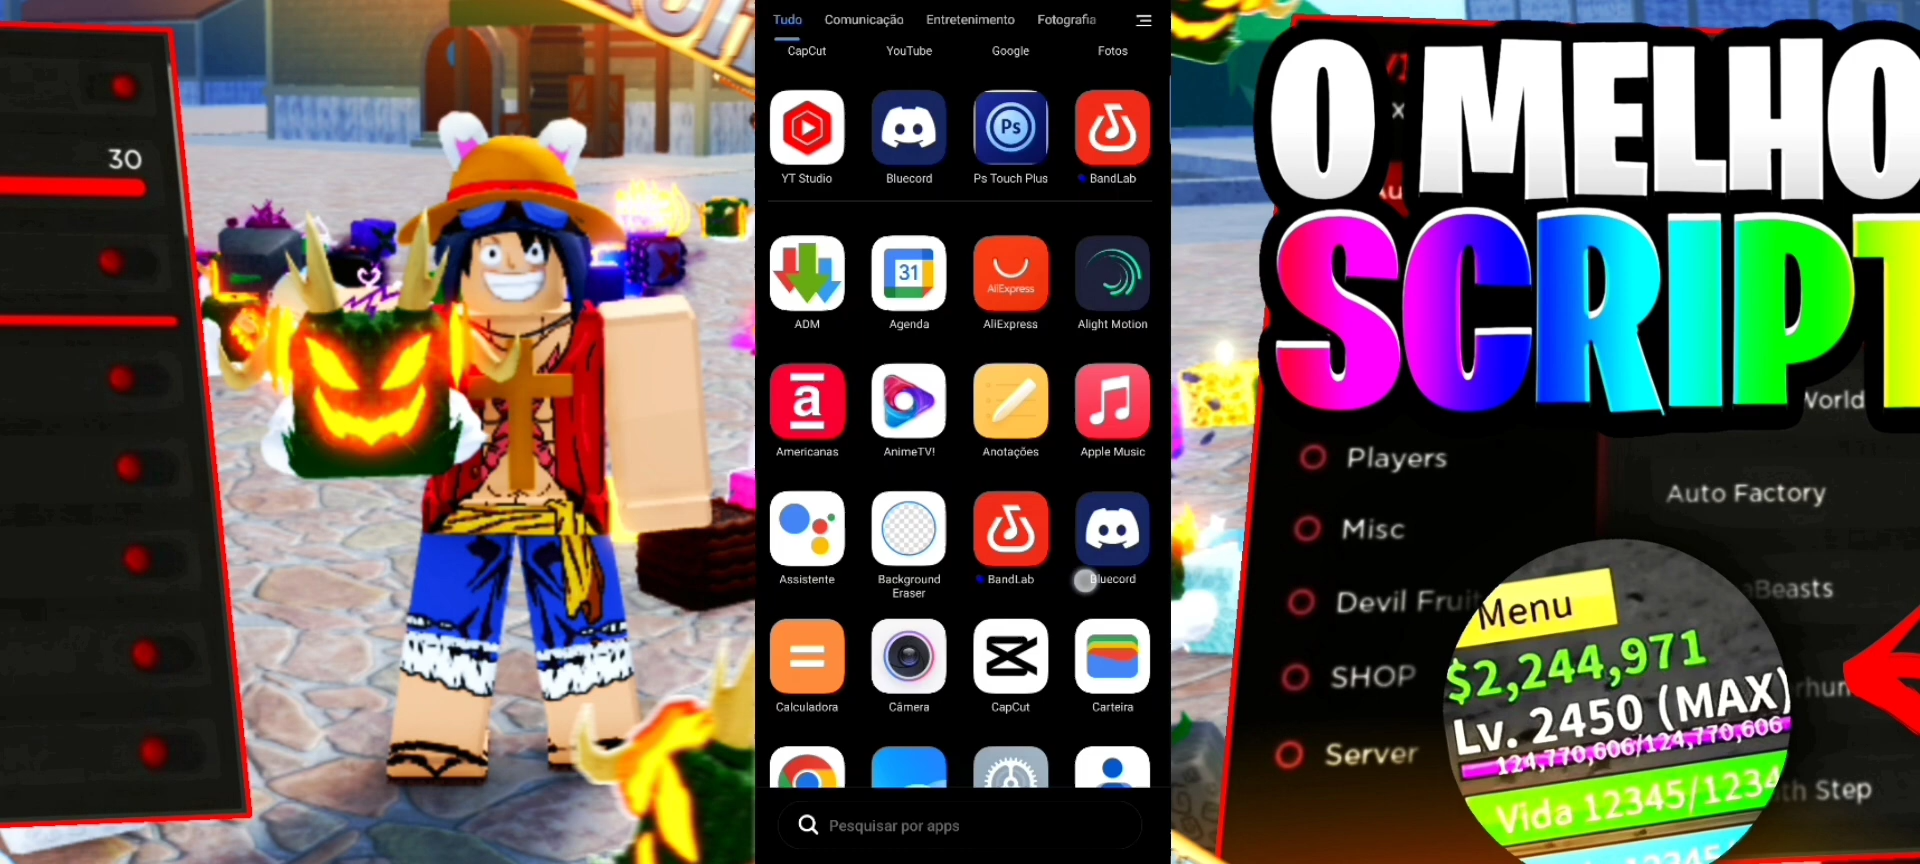 30
Tudo Comunicação Entretenimento Fotografia
CapCut YouTube Google Fotos
Ps
YT Studio Bluecord Ps Touch Plus BandLab
31
AliExpress
ADM Agenda AliExpress Alight Motion
a
Americanas AnimeTV! Anotações Apple Music
Assistente Background Eraser BandLab Bluecord
Calculadora Câmera CapCut Carteira
Pesquisar por apps
O MELHO
SCRIPT
World
Players
Auto Factory
Misc
Beasts
Devil Fruit
Menu
$2,244,971
SHOP
Lv. 2450 (MAX)
124,770,606/124,770,606
Server
Step
Vida 12345/1234